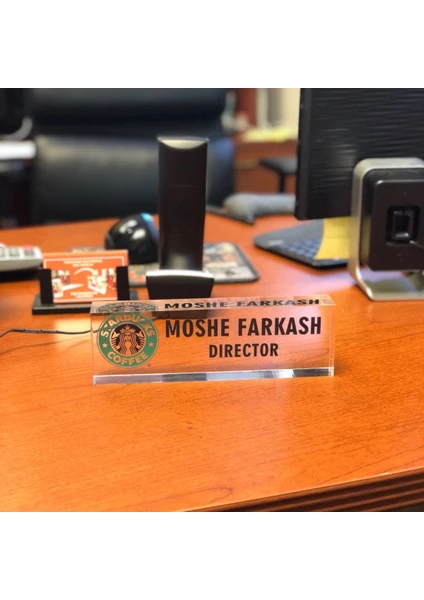 MOSHE FARKASH
STARBUCKS
COFFEE
MOSHE FARKASH
DIRECTOR